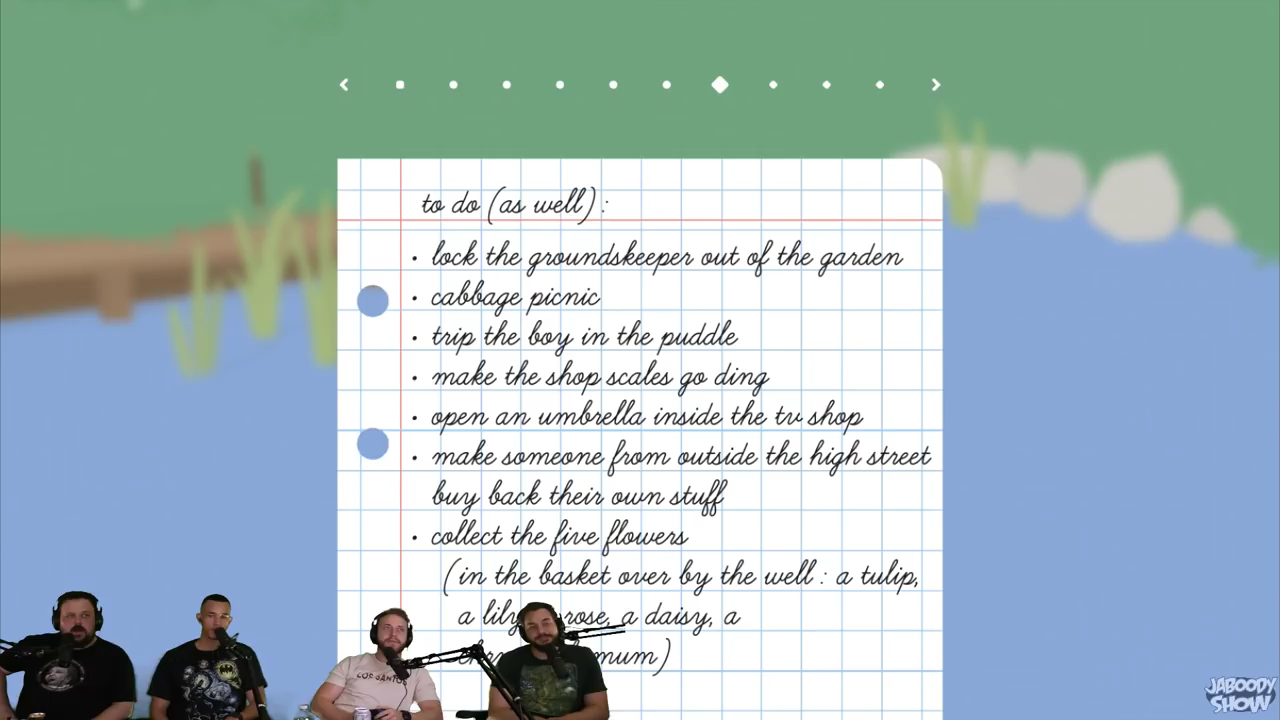 to do (as well) :
• lock the groundskeeper out of the garden
• cabbage picnic
• trip the boy in the puddle
• make the shop scales go ding
• open an umbrella inside the tv shop
• make someone from outside the high street
buy back their own stuff
• collect the five flowers
(in the basket over by the well : a tulip,
a lily rose, a daisy, a
mum)
LOS SANTOS
JABOODY
SHOW